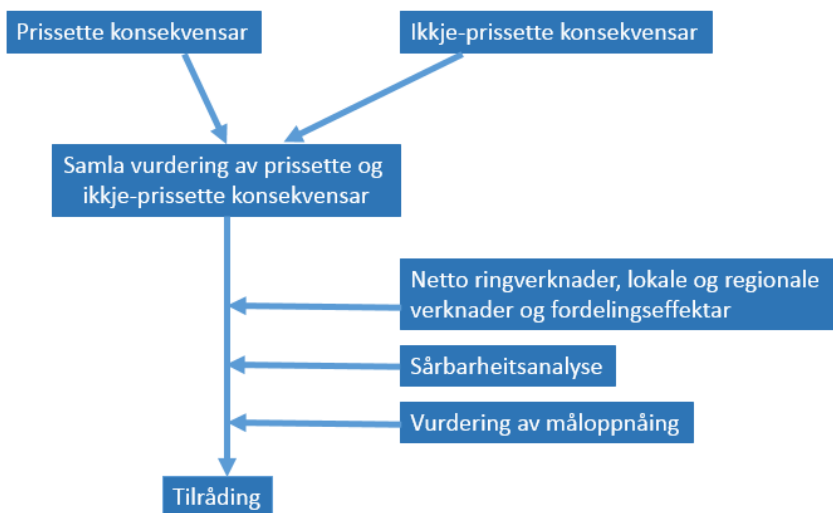 Prissette konsekvensar
Ikkje-prissette konsekvensar
Samla vurdering av prissette og
ikkje-prissette konsekvensar
Netto ringverknader, lokale og regionale
verknader og fordelingseffektar
Sårbarheitsanalyse
Vurdering av måloppnåing
Tilråding